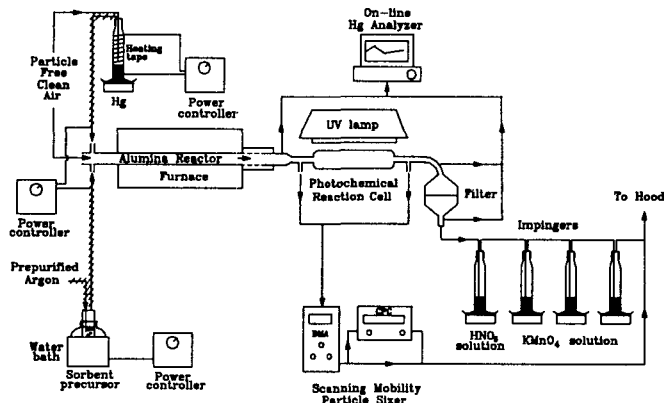 On-line
Hg Analyzer
Particle
Free
Clean
Air
Heating
tape
Hg
Power
controller
UV lamp
Alumina Reactor
Furnace
Photochemical
Reaction Cell
Filter
To Hood
Power
controller
Impingers
Prepurified
Argon
Water
bath
Sorbent
precursor
Power
controller
DMA
CPC
HNO3
solution
KMnO4 solution
Scanning Mobility
Particle Sizer